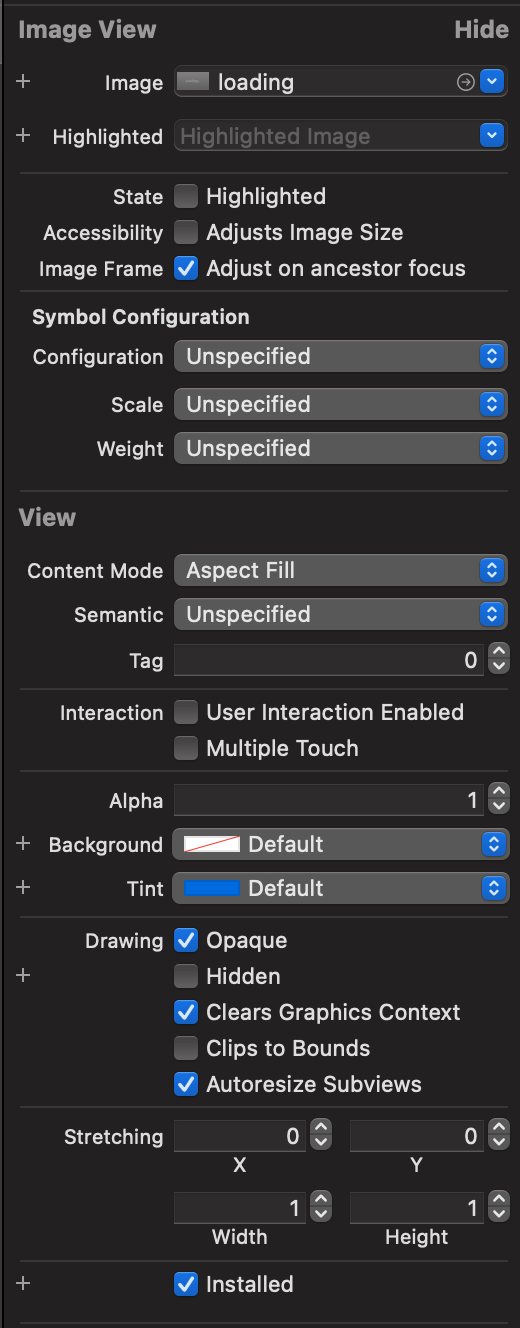 Image View Hide
Image loading
Highlighted Highlighted Image
State Highlighted
Accessibility Adjusts Image Size
Image Frame Adjust on ancestor focus
Symbol Configuration
Configuration Unspecified
Scale Unspecified
Weight Unspecified
View
Content Mode Aspect Fill
Semantic Unspecified
Tag 0
Interaction User Interaction Enabled
Multiple Touch
Alpha 1
Background Default
Tint Default
Drawing Opaque
Hidden
Clears Graphics Context
Clips to Bounds
Autoresize Subviews
Stretching 0 0
X Y
1 1
Width Height
Installed